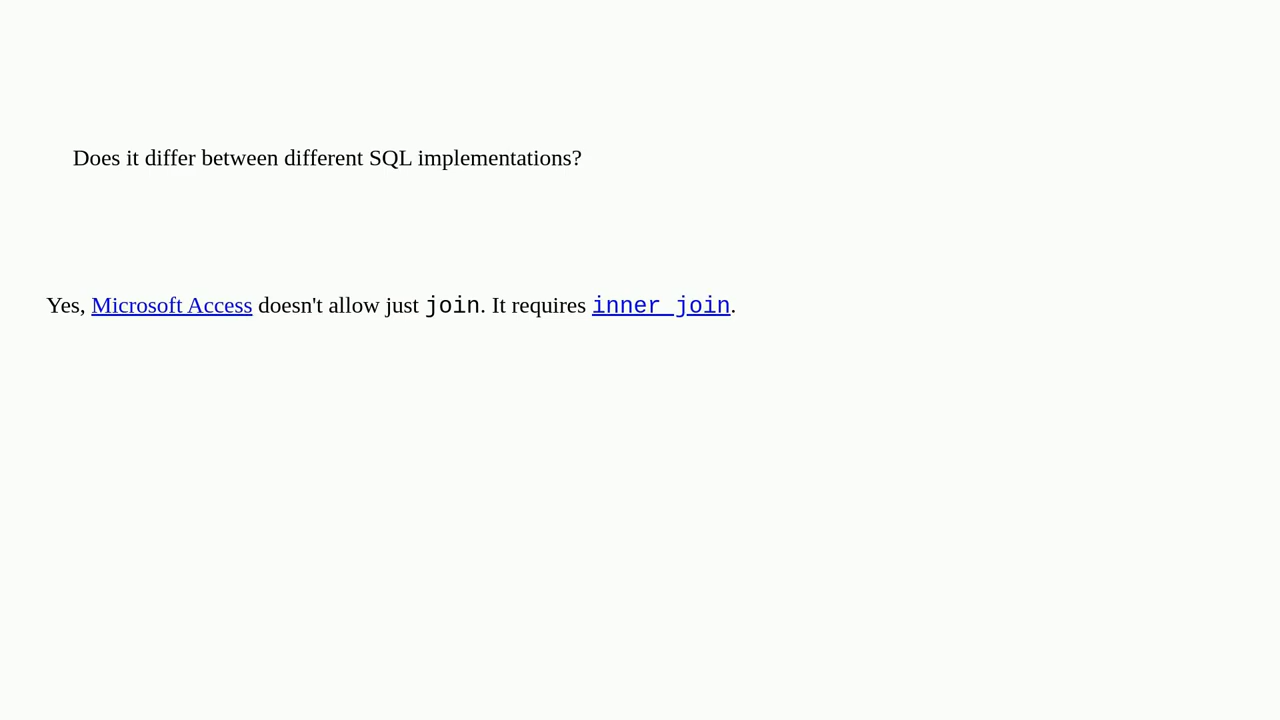 Does it differ between different SQL implementations?
Yes, Microsoft Access doesn't allow just join. It requires inner join.